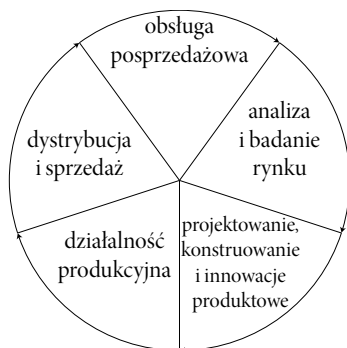 obsługa
posprzedażowa
analiza
i badanie
rynku
projektowanie,
konstruowanie
i innowacje
produktowe
działalność
produkcyjna
dystrybucja
i sprzedaż